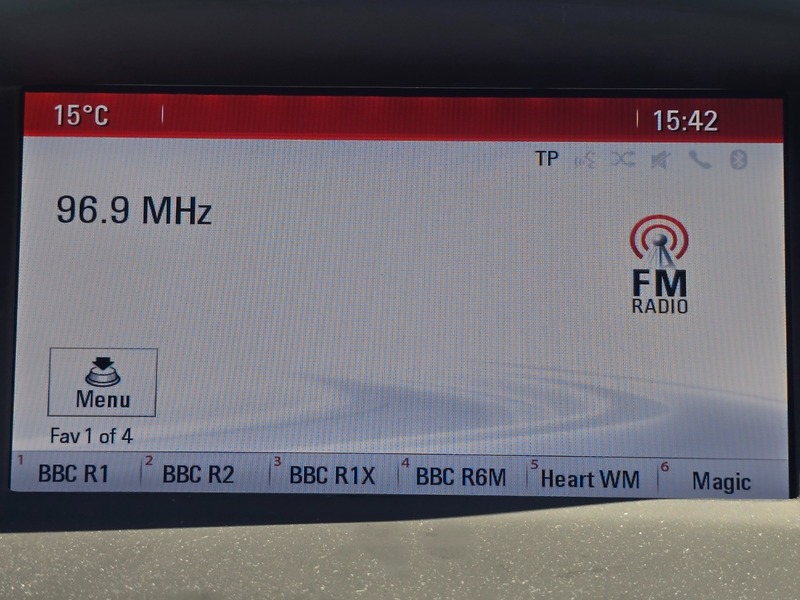 15°C 15:42
TP
96.9 MHz
FM
RADIO
Menu
Fav 1 of 4
1 BBC R1 2 BBC R2 3 BBC R1X 4 BBC R6M 5 Heart WM 6 Magic